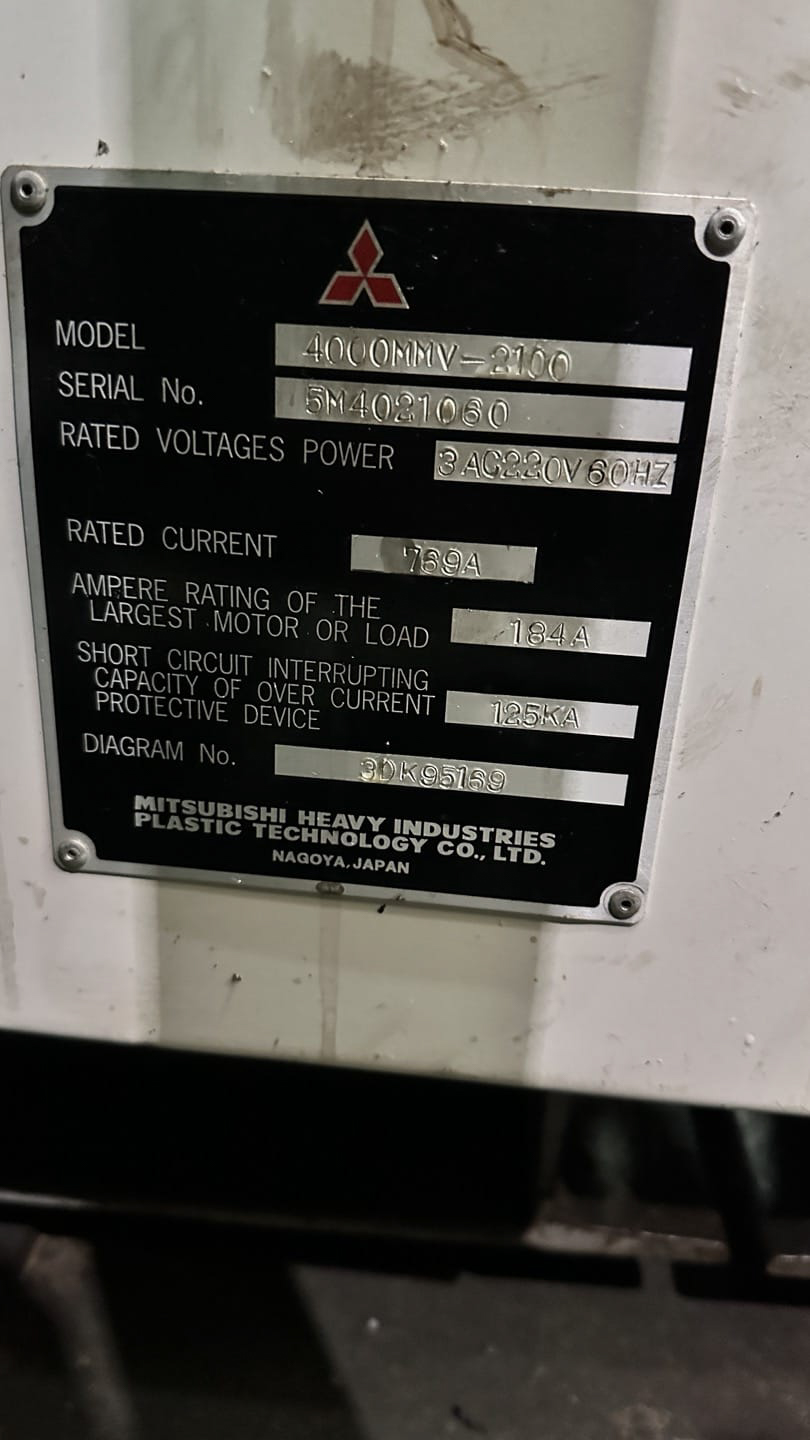 MODEL 4000MMV-2100
SERIAL No. 5M4021060
RATED VOLTAGES POWER 3AC220V60HZ
RATED CURRENT 769A
AMPERE RATING OF THE
LARGEST MOTOR OR LOAD 184A
SHORT CIRCUIT INTERRUPTING
CAPACITY OF OVER CURRENT 125KA
PROTECTIVE DEVICE
DIAGRAM No. 3DK95169
MITSUBISHI HEAVY INDUSTRIES
PLASTIC TECHNOLOGY CO., LTD.
NAGOYA, JAPAN